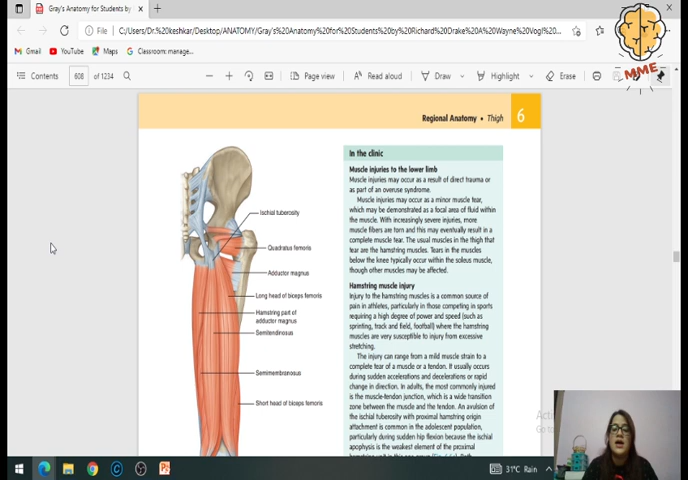 Gray's Anatomy for Students by
File | C:/Users/Dr.%20keshkar/Desktop/ANATOMY/Gray's%20Anatomy%20for%20Students%20by%20Richard%20Drake%20A%20Wayne%20Vogl%20...
Gmail YouTube Maps Google Classroom: manage...
MME
Contents 608 of 1234 Page view Read aloud Draw Highlight Erase
Regional Anatomy • Thigh 6
Ischial tuberosity
Quadratus femoris
Adductor magnus
Long head of biceps femoris
Hamstring part of
adductor magnus
Semitendinosus
Semimembranosus
Short head of biceps femoris
In the clinic
Muscle injuries to the lower limb
Muscle injuries may occur as a result of direct trauma or
as part of an overuse syndrome.
Muscle injuries may occur as a minor muscle tear,
which may be demonstrated as a focal area of fluid within
the muscle. With increasingly severe injuries, more
muscle fibers are torn and this may eventually result in a
complete muscle tear. The usual muscles in the thigh that
tear are the hamstring muscles. Tears in the muscles
below the knee typically occur within the soleus muscle,
though other muscles may be affected.
Hamstring muscle injury
Injury to the hamstring muscles is a common source of
pain in athletes, particularly in those competing in sports
requiring a high degree of power and speed (such as
sprinting, track and field, football) where the hamstring
muscles are very susceptible to injury from excessive
stretching.
The injury can range from a mild muscle strain to a
complete tear of a muscle or a tendon. It usually occurs
during sudden accelerations and decelerations or rapid
change in direction. In adults, the most commonly injured
is the muscle-tendon junction, which is a wide transition
zone between the muscle and the tendon. An avulsion of
the ischial tuberosity with proximal hamstring origin
attachment is common in the adolescent population,
particularly during sudden hip flexion because the ischial
apophysis is the weakest element of the proximal
31°C Rain